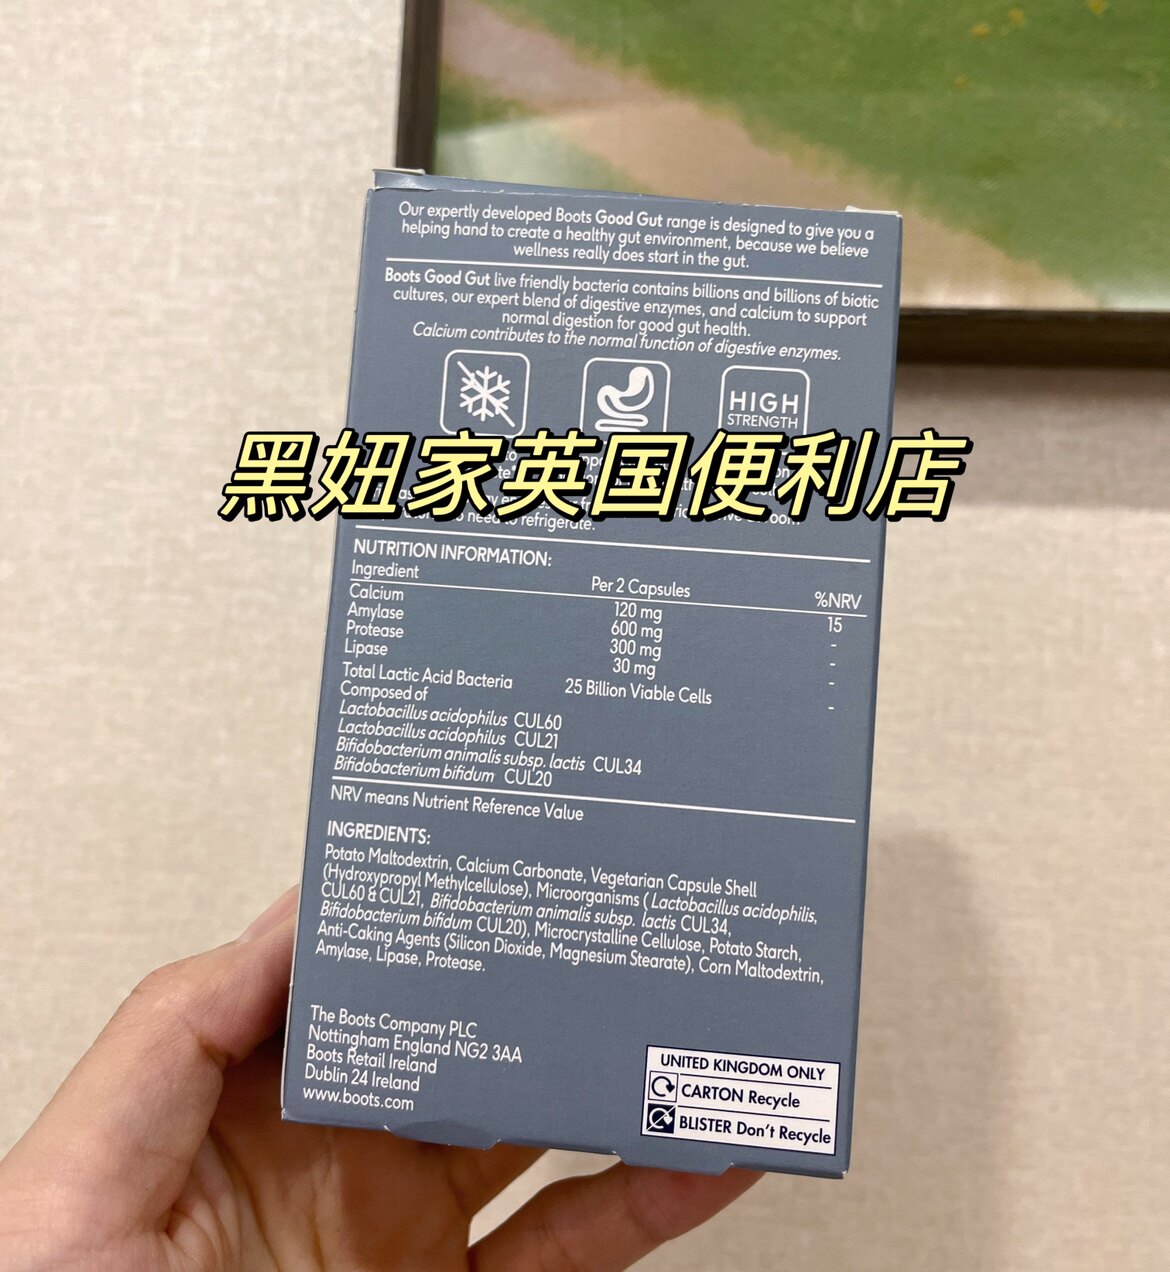 Our expertly developed Boots Good Gut range is designed to give you a
helping hand to create a healthy gut environment, because we believe
wellness really does start in the gut.
Boots Good Gut live friendly bacteria contains billions and billions of biotic
cultures, our expert blend of digestive enzymes, and calcium to support
normal digestion for good gut health.
Calcium contributes to the normal function of digestive enzymes.
HIGH
STRENGTH
黑妞家英国便利店
need to refrigerate.
NUTRITION INFORMATION:
Ingredient Per 2 Capsules %NRV
Calcium 120 mg 15
Amylase 600 mg -
Protease 300 mg -
Lipase 30 mg -
Total Lactic Acid Bacteria 25 Billion Viable Cells -
Composed of
Lactobacillus acidophilus CUL60
Lactobacillus acidophilus CUL21
Bifidobacterium animalis subsp. lactis CUL34
Bifidobacterium bifidum CUL20
NRV means Nutrient Reference Value
INGREDIENTS:
Potato Maltodextrin, Calcium Carbonate, Vegetarian Capsule Shell
(Hydroxypropyl Methylcellulose), Microorganisms ( Lactobacillus acidophilis,
CUL60 & CUL21, Bifidobacterium animalis subsp. lactis CUL34,
Bifidobacterium bifidum CUL20), Microcrystalline Cellulose, Potato Starch,
Anti-Caking Agents (Silicon Dioxide, Magnesium Stearate), Corn Maltodextrin,
Amylase, Lipase, Protease.
The Boots Company PLC
Nottingham England NG2 3AA
Boots Retail Ireland
Dublin 24 Ireland
www.boots.com
UNITED KINGDOM ONLY
CARTON Recycle
BLISTER Don't Recycle